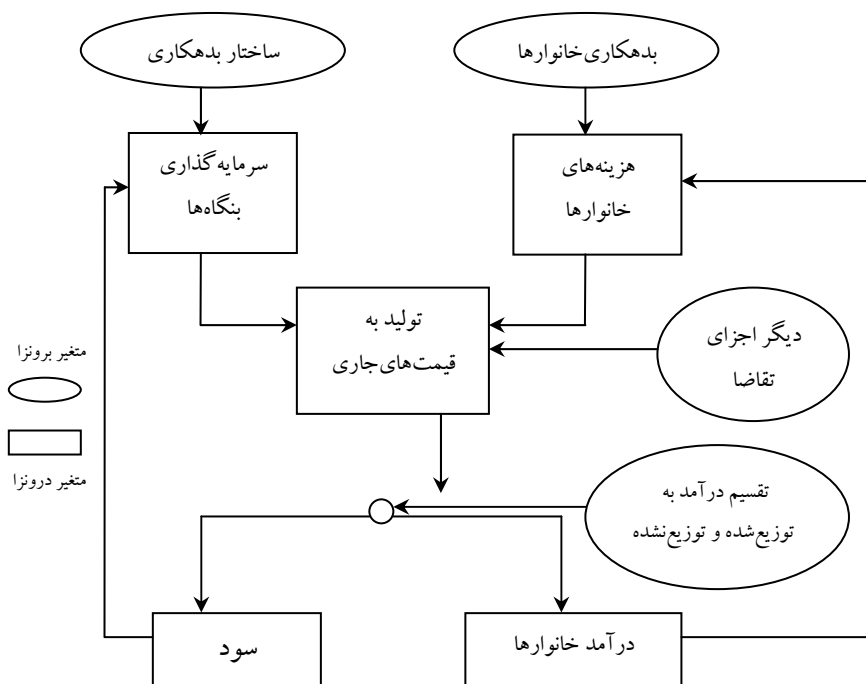 ساختار بدهکاری
بدهکاری خانوارها
سرمایه‌گذاری
بنگاه‌ها
هزینه‌های
خانوارها
تولید به
قیمت‌های جاری
دیگر اجزای
تقاضا
متغیر برونزا
متغیر درونزا
تقسیم درآمد به
توزیع‌شده و توزیع‌نشده
سود
درآمد خانوارها